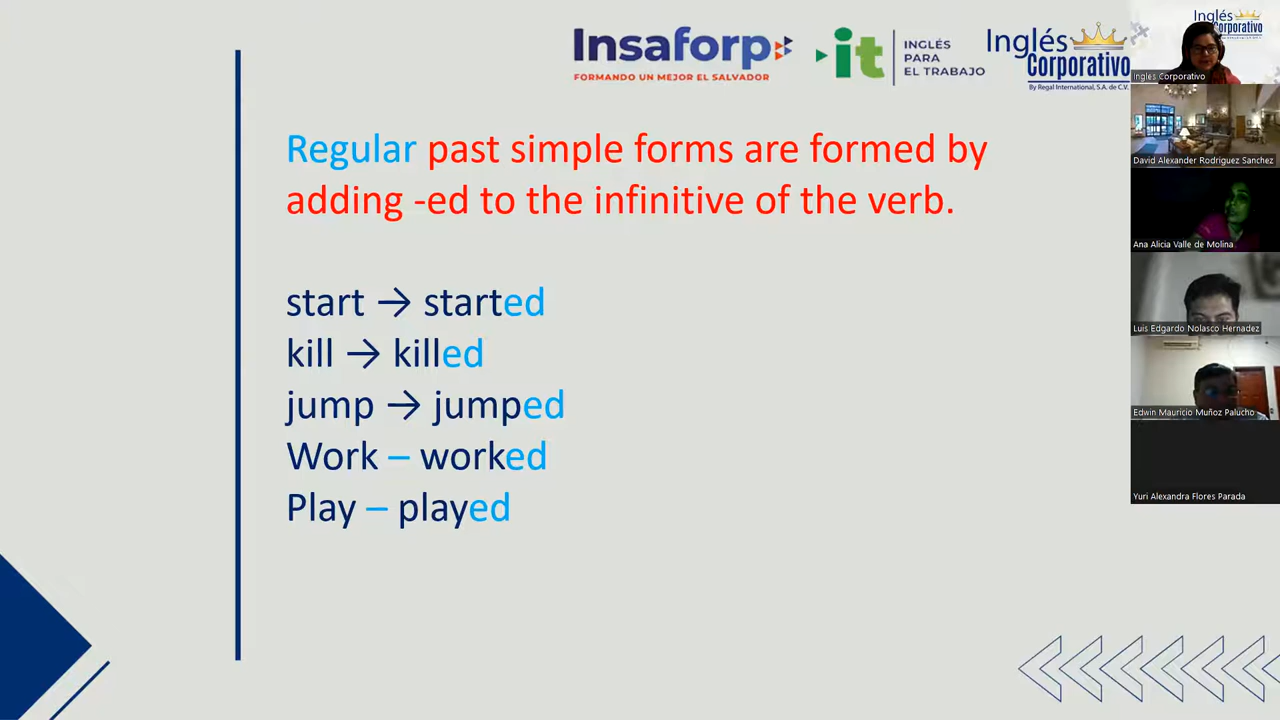 Insaforp
FORMANDO UN MEJOR EL SALVADOR
it
INGLÉS
PARA
EL TRABAJO
Inglés
Corporativo
By Regal International, S.A. de C.V.
Inglés
Corporativo
Inglés Corporativo
David Alexander Rodriguez Sanchez
Ana Alicia Valle de Molina
Luis Edgardo Nolasco Hernadez
Edwin Mauricio Muñoz Palucho
Yuri Alexandra Flores Parada
Regular past simple forms are formed by
adding -ed to the infinitive of the verb.
start → started
kill → killed
jump → jumped
Work – worked
Play – played